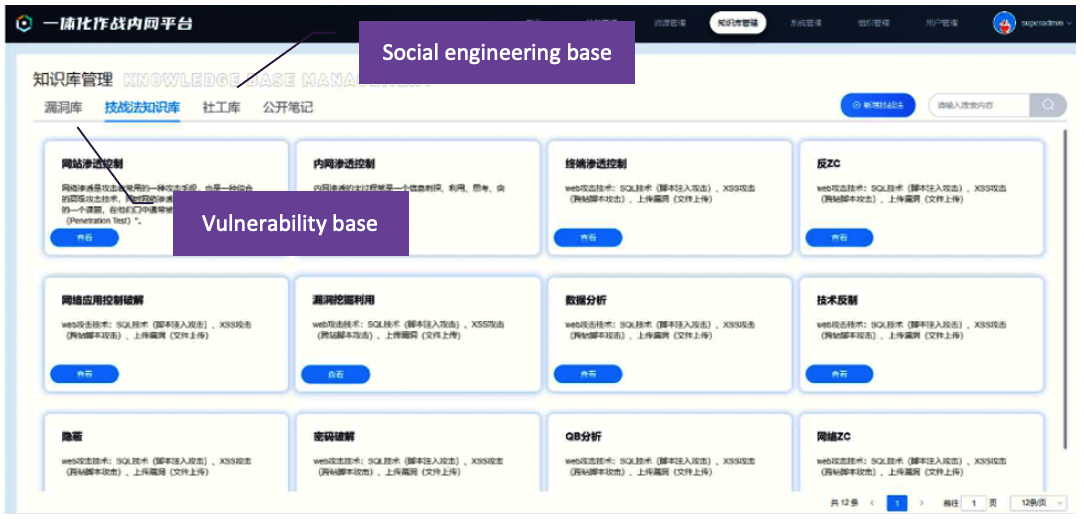 一体化作战内网平台
资源管理 知识库管理 系统管理 组织管理 用户管理 superadmin
Social engineering base
知识库管理 KNOWLEDGE BASE MANAGEMENT
漏洞库 技战法知识库 社工库 公开笔记
新增技战法 请输入搜索内容
网站渗透控制
网络渗透是攻击者常用的一种攻击手段，也是一种综合
的高级攻击技术，同时网络渗透
的一个课题，在他们口中通常被
(Penetration Test) "。
查看
内网渗透控制
内网渗透的主过程就是一个信息刺探、利用、思考、突
Vulnerability base
终端渗透控制
web攻击技术：SQL技术（脚本注入攻击）、XSS攻击
（跨站脚本攻击）、上传漏洞（文件上传）
查看
反ZC
web攻击技术：SQL技术（脚本注入攻击）、XSS攻击
（跨站脚本攻击）、上传漏洞（文件上传）
查看
网络应用控制破解
web攻击技术：SQL技术（脚本注入攻击）、XSS攻击
（跨站脚本攻击）、上传漏洞（文件上传）
查看
漏洞挖掘利用
web攻击技术：SQL技术（脚本注入攻击）、XSS攻击
（跨站脚本攻击）、上传漏洞（文件上传）
查看
数据分析
web攻击技术：SQL技术（脚本注入攻击）、XSS攻击
（跨站脚本攻击）、上传漏洞（文件上传）
查看
技术反制
web攻击技术：SQL技术（脚本注入攻击）、XSS攻击
（跨站脚本攻击）、上传漏洞（文件上传）
查看
隐蔽
web攻击技术：SQL技术（脚本注入攻击）、XSS攻击
（跨站脚本攻击）、上传漏洞（文件上传）
密码破解
web攻击技术：SQL技术（脚本注入攻击）、XSS攻击
（跨站脚本攻击）、上传漏洞（文件上传）
QB分析
web攻击技术：SQL技术（脚本注入攻击）、XSS攻击
（跨站脚本攻击）、上传漏洞（文件上传）
网络ZC
web攻击技术：SQL技术（脚本注入攻击）、XSS攻击
（跨站脚本攻击）、上传漏洞（文件上传）
共 12 条 < 1 > 前往 1 页 12条/页